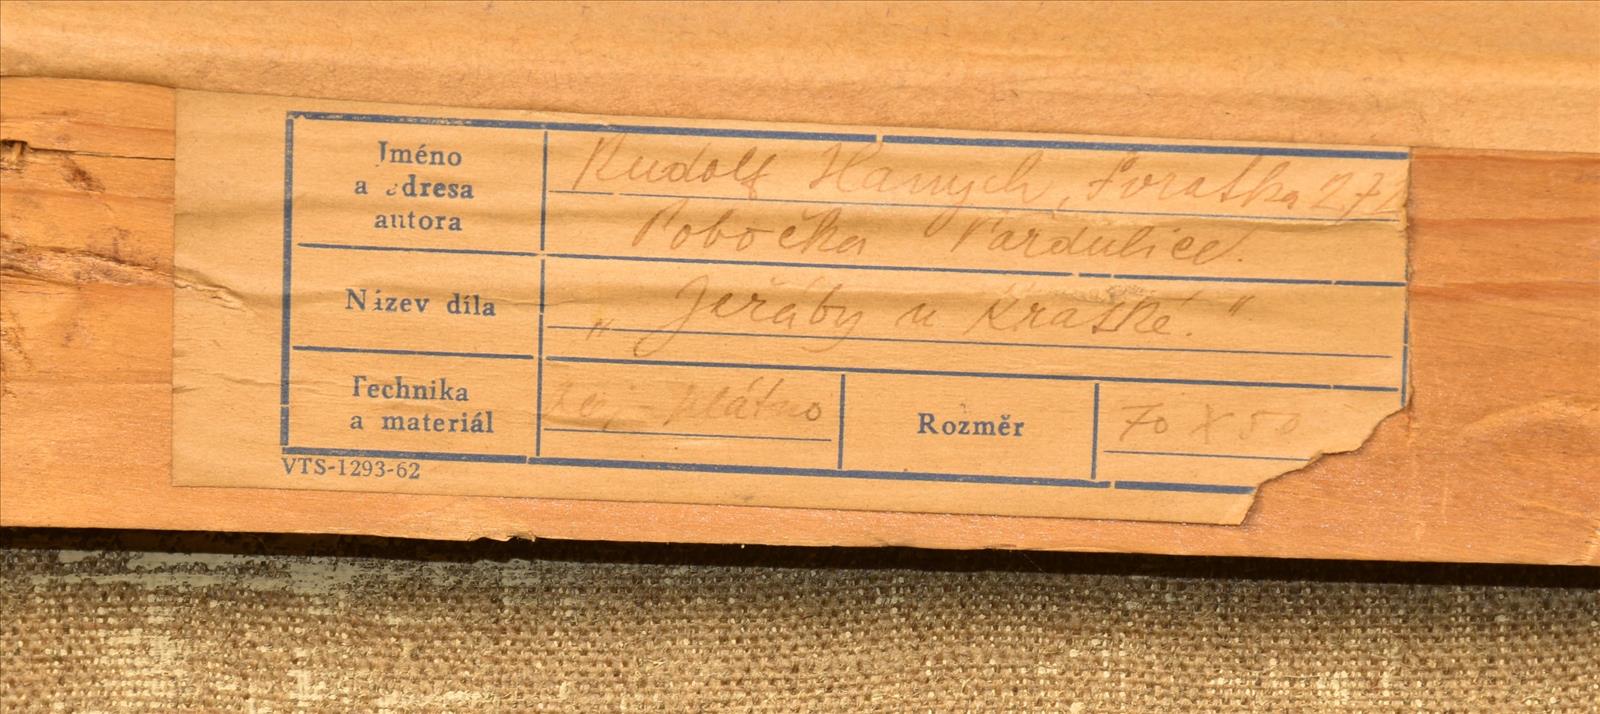 Jméno
a adresa
autora
Rudolf Hanych, Svratka 272
Pobočka Pardubice.
Název díla
„Jeřáby u Kratké.“
Technika
a materiál
olej - plátno
Rozměr
70 X 50
VTS-1293-62